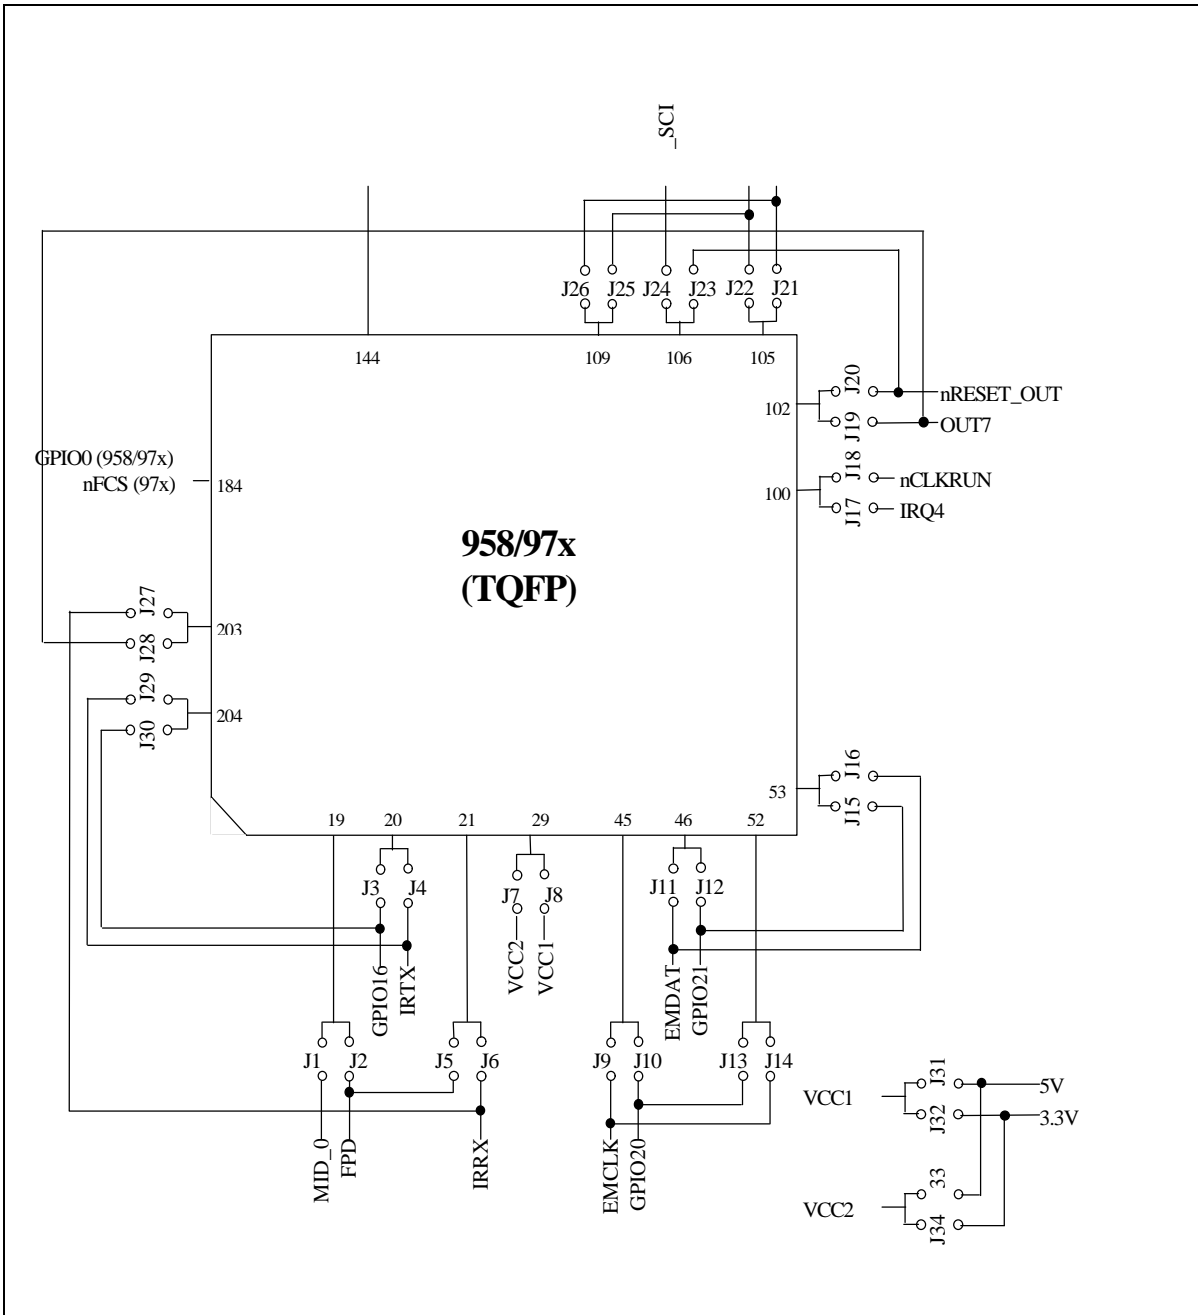 _SCI
J26
J25
J24
J23
J22
J21
144
109
106
105
J20
nRESET_OUT
102
J19
OUT7
GPIO0 (958/97x)
nFCS (97x)
184
J18
nCLKRUN
100
J17
IRQ4
958/97x
(TQFP)
J27
203
J28
J29
204
J30
J16
53
J15
19
20
21
29
45
46
52
J3
J4
J7
J8
J11
J12
GPIO16
IRTX
VCC2
VCC1
EMDAT
GPIO21
J1
J2
J5
J6
J9
J10
J13
J14
MID_0
FPD
IRRX
EMCLK
GPIO20
J31
5V
VCC1
J32
3.3V
33
VCC2
J34